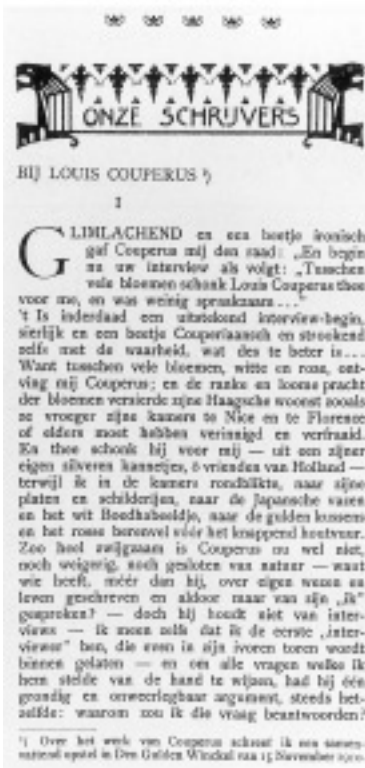 ONZE SCHRIJVERS
BIJ LOUIS COUPERUS ¹)
I
GLIMLACHEND en een beetje ironisch
gaf Couperus mij den raad: „En begin
nu uw interview als volgt: „Tusschen
vele bloemen schonk Louis Couperus thee
voor me, en was weinig spraakzaam..."
't Is inderdaad een uitstekend interview-begin,
sierlijk en een beetje Couperiaansch en strookend
zelfs met de waarheid, wat des te beter is...
Want tusschen vele bloemen, witte en rose, ont-
ving mij Couperus; en de ranke en loome pracht
der bloemen versierde zijne Haagsche woonst zooals
ze vroeger zijne kamers te Nice en te Florence
of elders moet hebben verinnigd en verfraaid.
En thee schonk hij voor mij — uit een zijner
eigen silveren kannetjes, ô vrienden van Holland —
terwijl ik in de kamers rondblikte, naar zijne
platen en schilderijen, naar de Japansche vazen
en het wit Boedhabeeldje, naar de gulden kussens
en het rosse berenvel vóór het knappend houtvuur.
Zoo heel zwijgzaam is Couperus nu wel niet,
noch weigerig, noch gesloten van natuur — want
wie heeft, méér dan hij, over eigen wezen en
leven geschreven en aldoor maar van zijn „ik"
gesproken? — doch hij houdt niet van inter-
views — ik meen zelfs dat ik de eerste „inter-
viewer" ben, die even in zijn ivoren toren wordt
binnen gelaten — en om alle vragen welke ik
hem stelde van de hand te wijzen, had hij één
grondig en onweerlegbaar argument, steeds het-
zelfde: waarom zou ik die vraag beantwoorden?
¹) Over het werk van Couperus schreef ik een samen-
vattend opstel in Den Gulden Winckel van 15 November